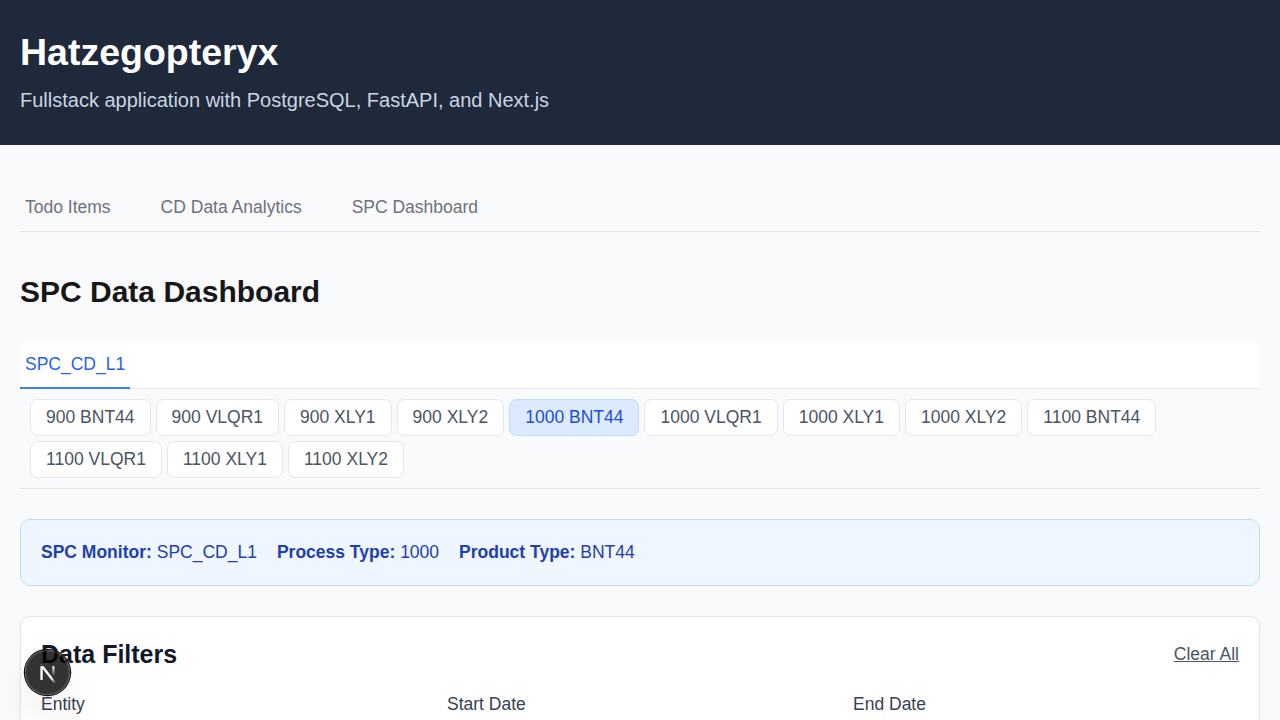 Hatzegopteryx
Fullstack application with PostgreSQL, FastAPI, and Next.js
Todo Items CD Data Analytics SPC Dashboard
SPC Data Dashboard
SPC_CD_L1
900 BNT44 900 VLQR1 900 XLY1 900 XLY2 1000 BNT44 1000 VLQR1 1000 XLY1 1000 XLY2 1100 BNT44
1100 VLQR1 1100 XLY1 1100 XLY2
SPC Monitor: SPC_CD_L1 Process Type: 1000 Product Type: BNT44
Data Filters Clear All
N
Entity Start Date End Date